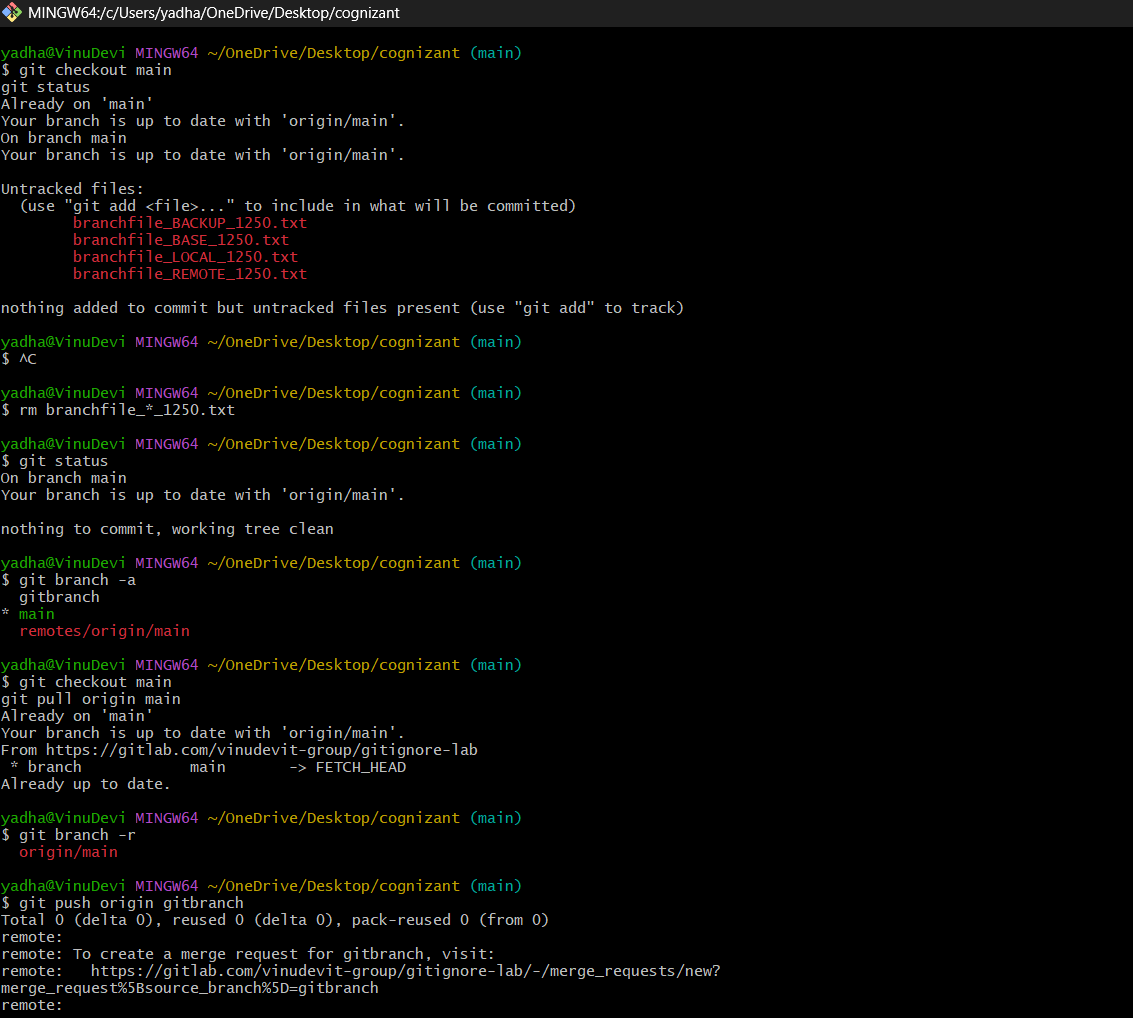 MINGW64:/c/Users/yadha/OneDrive/Desktop/cognizant
yadha@VinuDevi MINGW64 ~/OneDrive/Desktop/cognizant (main)
$ git checkout main
git status
Already on 'main'
Your branch is up to date with 'origin/main'.
On branch main
Your branch is up to date with 'origin/main'.
Untracked files:
  (use "git add <file>..." to include in what will be committed)
        branchfile_BACKUP_1250.txt
        branchfile_BASE_1250.txt
        branchfile_LOCAL_1250.txt
        branchfile_REMOTE_1250.txt
nothing added to commit but untracked files present (use "git add" to track)
yadha@VinuDevi MINGW64 ~/OneDrive/Desktop/cognizant (main)
$ ^C
yadha@VinuDevi MINGW64 ~/OneDrive/Desktop/cognizant (main)
$ rm branchfile_*_1250.txt
yadha@VinuDevi MINGW64 ~/OneDrive/Desktop/cognizant (main)
$ git status
On branch main
Your branch is up to date with 'origin/main'.
nothing to commit, working tree clean
yadha@VinuDevi MINGW64 ~/OneDrive/Desktop/cognizant (main)
$ git branch -a
  gitbranch
* main
  remotes/origin/main
yadha@VinuDevi MINGW64 ~/OneDrive/Desktop/cognizant (main)
$ git checkout main
git pull origin main
Already on 'main'
Your branch is up to date with 'origin/main'.
From https://gitlab.com/vinudevit-group/gitignore-lab
 * branch            main       -> FETCH_HEAD
Already up to date.
yadha@VinuDevi MINGW64 ~/OneDrive/Desktop/cognizant (main)
$ git branch -r
  origin/main
yadha@VinuDevi MINGW64 ~/OneDrive/Desktop/cognizant (main)
$ git push origin gitbranch
Total 0 (delta 0), reused 0 (delta 0), pack-reused 0 (from 0)
remote:
remote: To create a merge request for gitbranch, visit:
remote:   https://gitlab.com/vinudevit-group/gitignore-lab/-/merge_requests/new?
merge_request%5Bsource_branch%5D=gitbranch
remote: